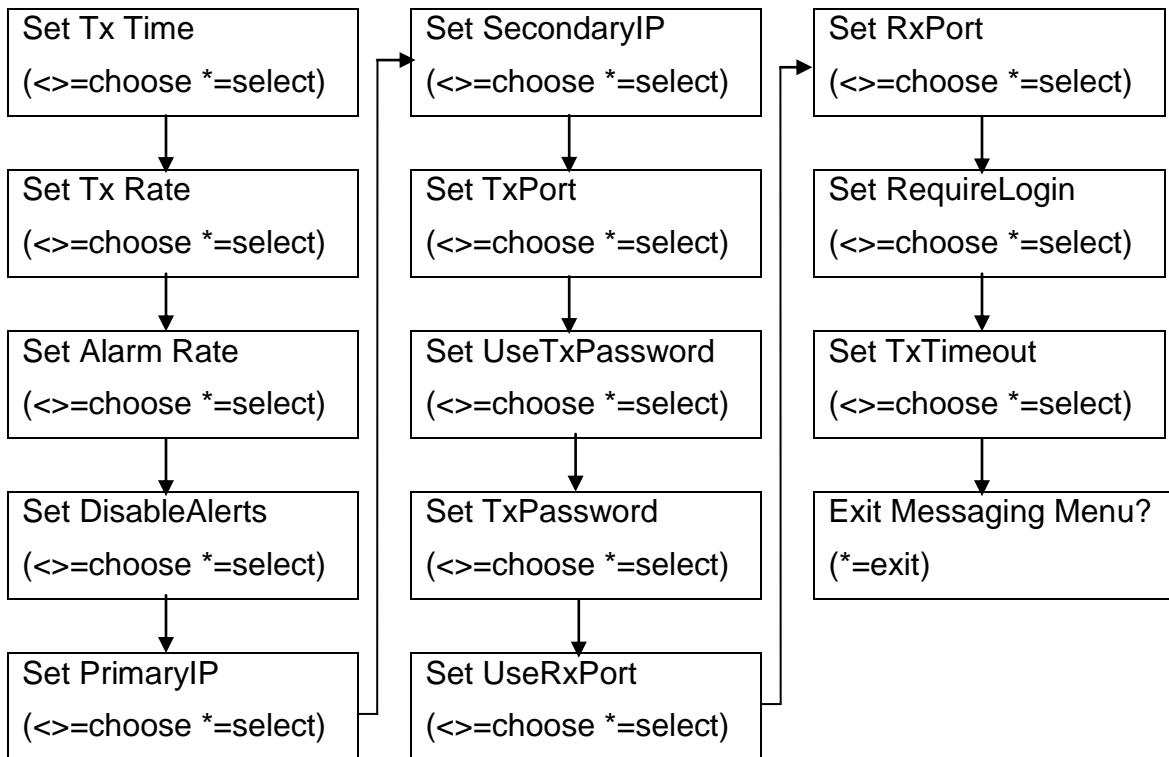 Set Tx Time
(<>=choose *=select)
Set Tx Rate
(<>=choose *=select)
Set Alarm Rate
(<>=choose *=select)
Set DisableAlerts
(<>=choose *=select)
Set PrimaryIP
(<>=choose *=select)
Set SecondaryIP
(<>=choose *=select)
Set TxPort
(<>=choose *=select)
Set UseTxPassword
(<>=choose *=select)
Set TxPassword
(<>=choose *=select)
Set UseRxPort
(<>=choose *=select)
Set RxPort
(<>=choose *=select)
Set RequireLogin
(<>=choose *=select)
Set TxTimeout
(<>=choose *=select)
Exit Messaging Menu?
(*=exit)